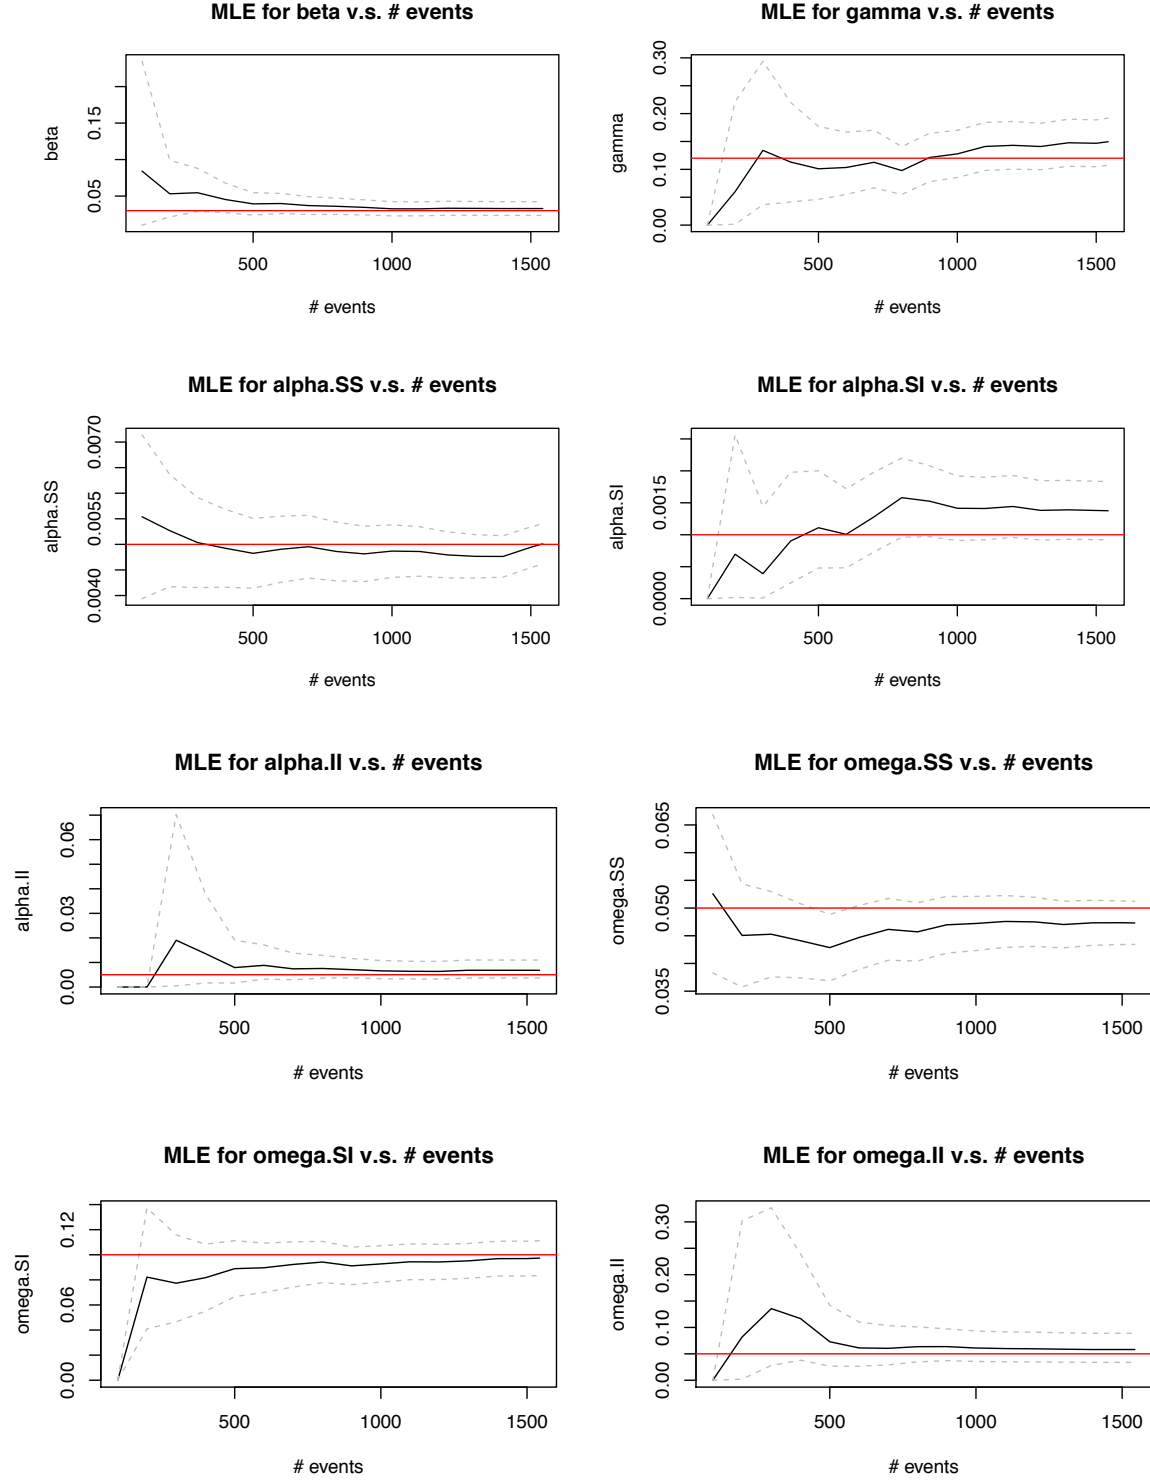 MLE for beta v.s. # events
beta
0.05
0.15
500
1000
1500
# events
MLE for gamma v.s. # events
gamma
0.00
0.10
0.20
0.30
500
1000
1500
# events
MLE for alpha.SS v.s. # events
alpha.SS
0.0040
0.0055
0.0070
500
1000
1500
# events
MLE for alpha.SI v.s. # events
alpha.SI
0.0000
0.0015
500
1000
1500
# events
MLE for alpha.II v.s. # events
alpha.II
0.00
0.03
0.06
500
1000
1500
# events
MLE for omega.SS v.s. # events
omega.SS
0.035
0.050
0.065
500
1000
1500
# events
MLE for omega.SI v.s. # events
omega.SI
0.00
0.06
0.12
500
1000
1500
# events
MLE for omega.II v.s. # events
omega.II
0.00
0.10
0.20
0.30
500
1000
1500
# events